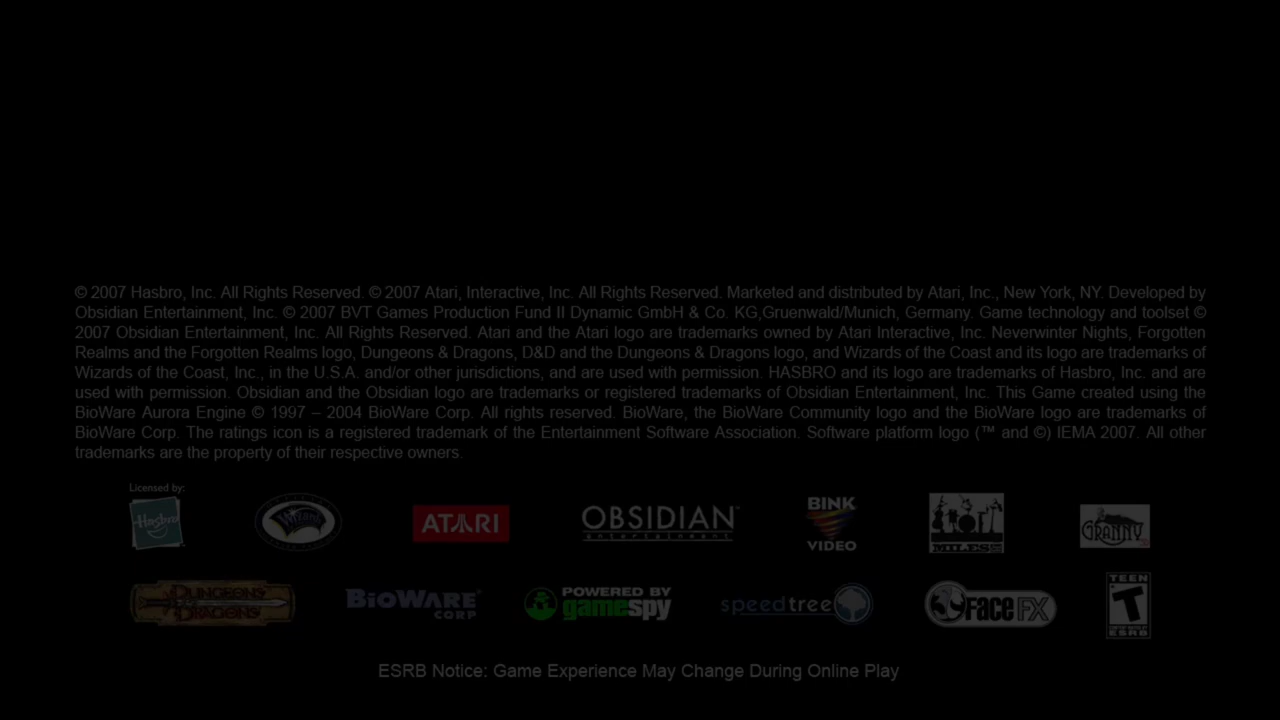 © 2007 Hasbro, Inc. All Rights Reserved. © 2007 Atari, Interactive, Inc. All Rights Reserved. Marketed and distributed by Atari, Inc., New York, NY. Developed by
Obsidian Entertainment, Inc. © 2007 BVT Games Production Fund II Dynamic GmbH & Co. KG,Gruenwald/Munich, Germany. Game technology and toolset ©
2007 Obsidian Entertainment, Inc. All Rights Reserved. Atari and the Atari logo are trademarks owned by Atari Interactive, Inc. Neverwinter Nights, Forgotten
Realms and the Forgotten Realms logo, Dungeons & Dragons, D&D and the Dungeons & Dragons logo, and Wizards of the Coast and its logo are trademarks of
Wizards of the Coast, Inc., in the U.S.A. and/or other jurisdictions, and are used with permission. HASBRO and its logo are trademarks of Hasbro, Inc. and are
used with permission. Obsidian and the Obsidian logo are trademarks or registered trademarks of Obsidian Entertainment, Inc. This Game created using the
BioWare Aurora Engine © 1997 – 2004 BioWare Corp. All rights reserved. BioWare, the BioWare Community logo and the BioWare logo are trademarks of
BioWare Corp. The ratings icon is a registered trademark of the Entertainment Software Association. Software platform logo (™ and ©) IEMA 2007. All other
trademarks are the property of their respective owners.
Licensed by:
Hasbro
Wizards
ATARI
OBSIDIAN
entertainment
BINK
VIDEO
MILES
GRANNY
DUNGEONS
DRAGONS
BIOWARE
CORP
POWERED BY
gamespy
speedtree
FaceFX
TEEN
T
ESRB
ESRB Notice: Game Experience May Change During Online Play